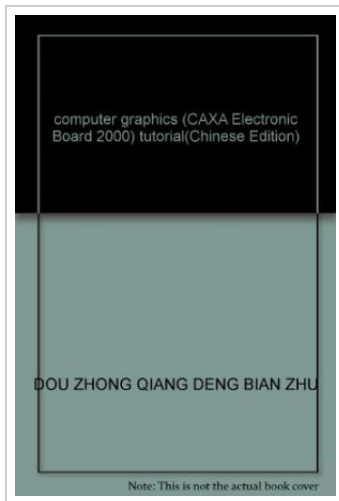 computer graphics (CAXA Electronic
Board 2000) tutorial(Chinese Edition)
DOU ZHONG QIANG DENG BIAN ZHU
Note: This is not the actual book cover